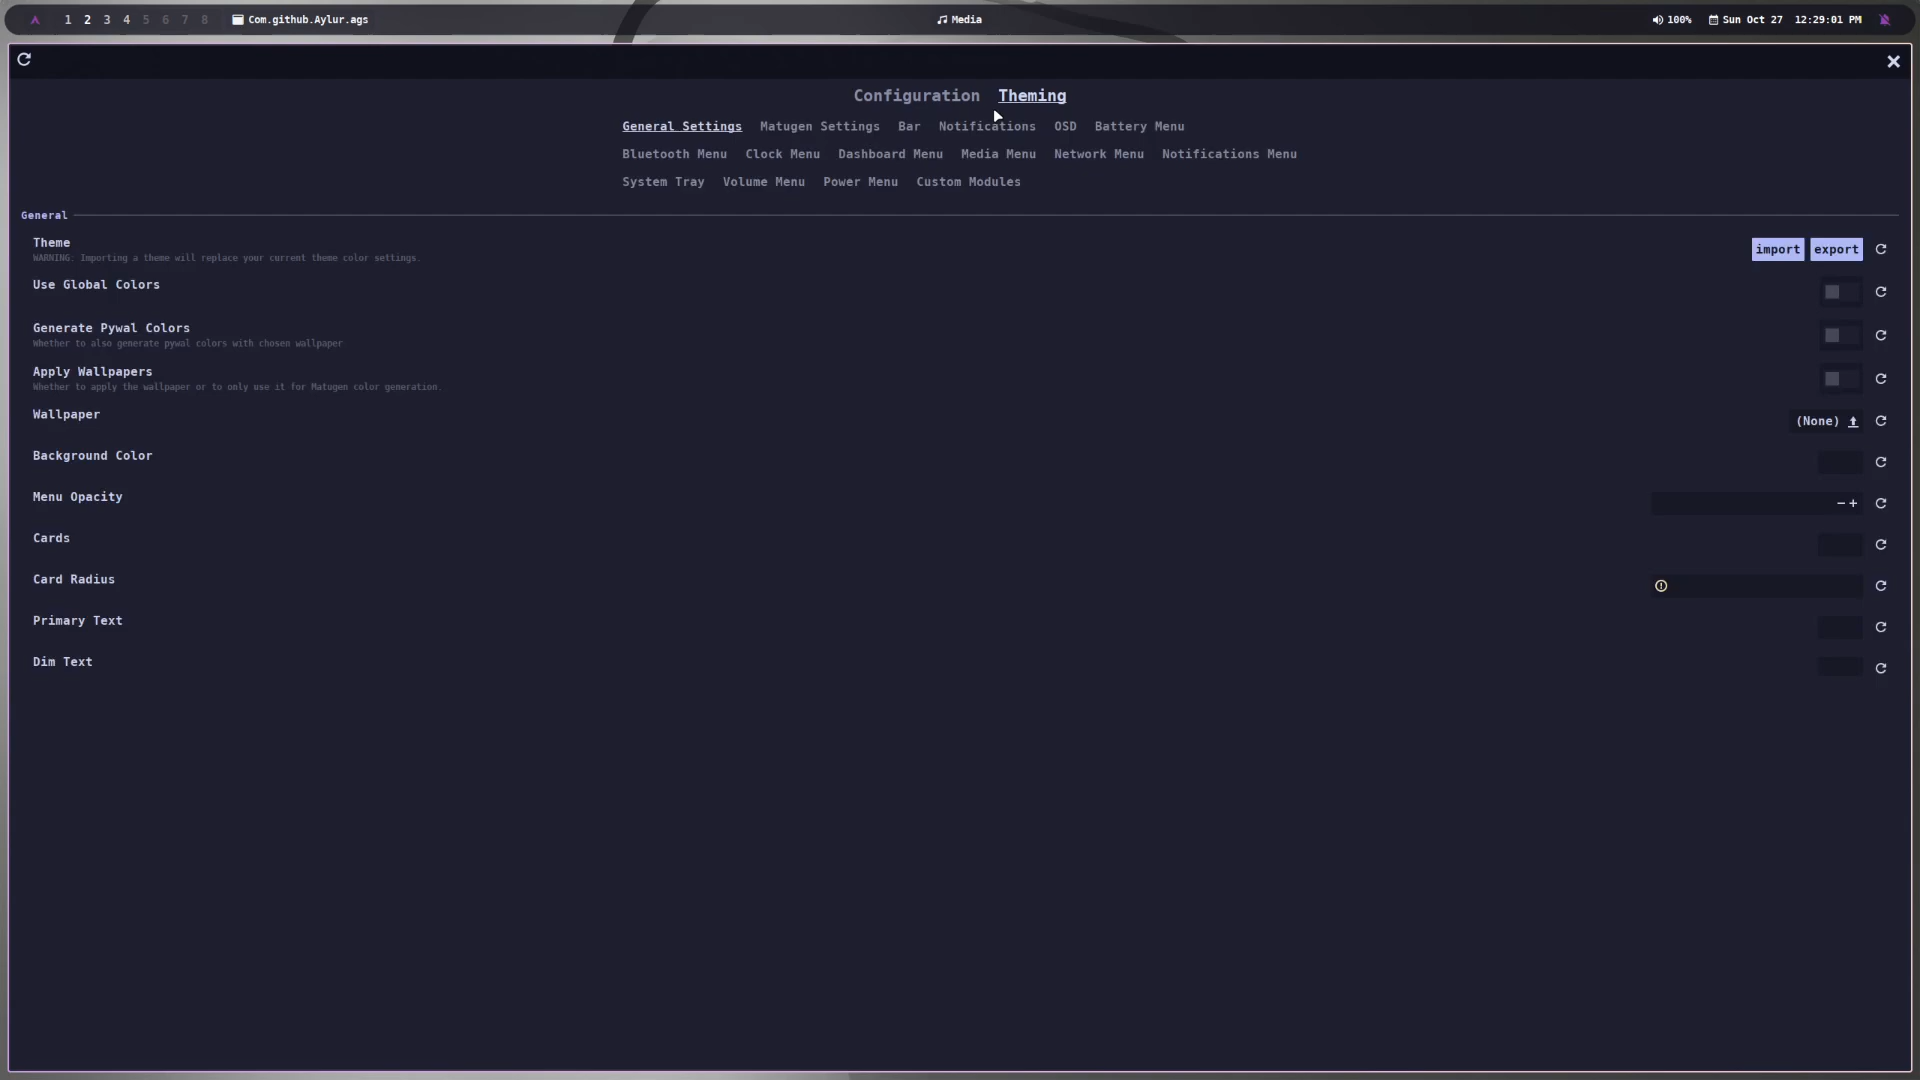 1 2 3 4 5 6 7 8 Com.github.Aylur.ags Media 100% Sun Oct 27 12:29:01 PM
Configuration Theming
General Settings Matugen Settings Bar Notifications OSD Battery Menu
Bluetooth Menu Clock Menu Dashboard Menu Media Menu Network Menu Notifications Menu
System Tray Volume Menu Power Menu Custom Modules
General
Theme import export
WARNING: Importing a theme will replace your current theme color settings.
Use Global Colors
Generate Pywal Colors
Whether to also generate pywal colors with chosen wallpaper
Apply Wallpapers
Whether to apply the wallpaper or to only use it for Matugen color generation.
Wallpaper (None)
Background Color
Menu Opacity − +
Cards
Card Radius
Primary Text
Dim Text